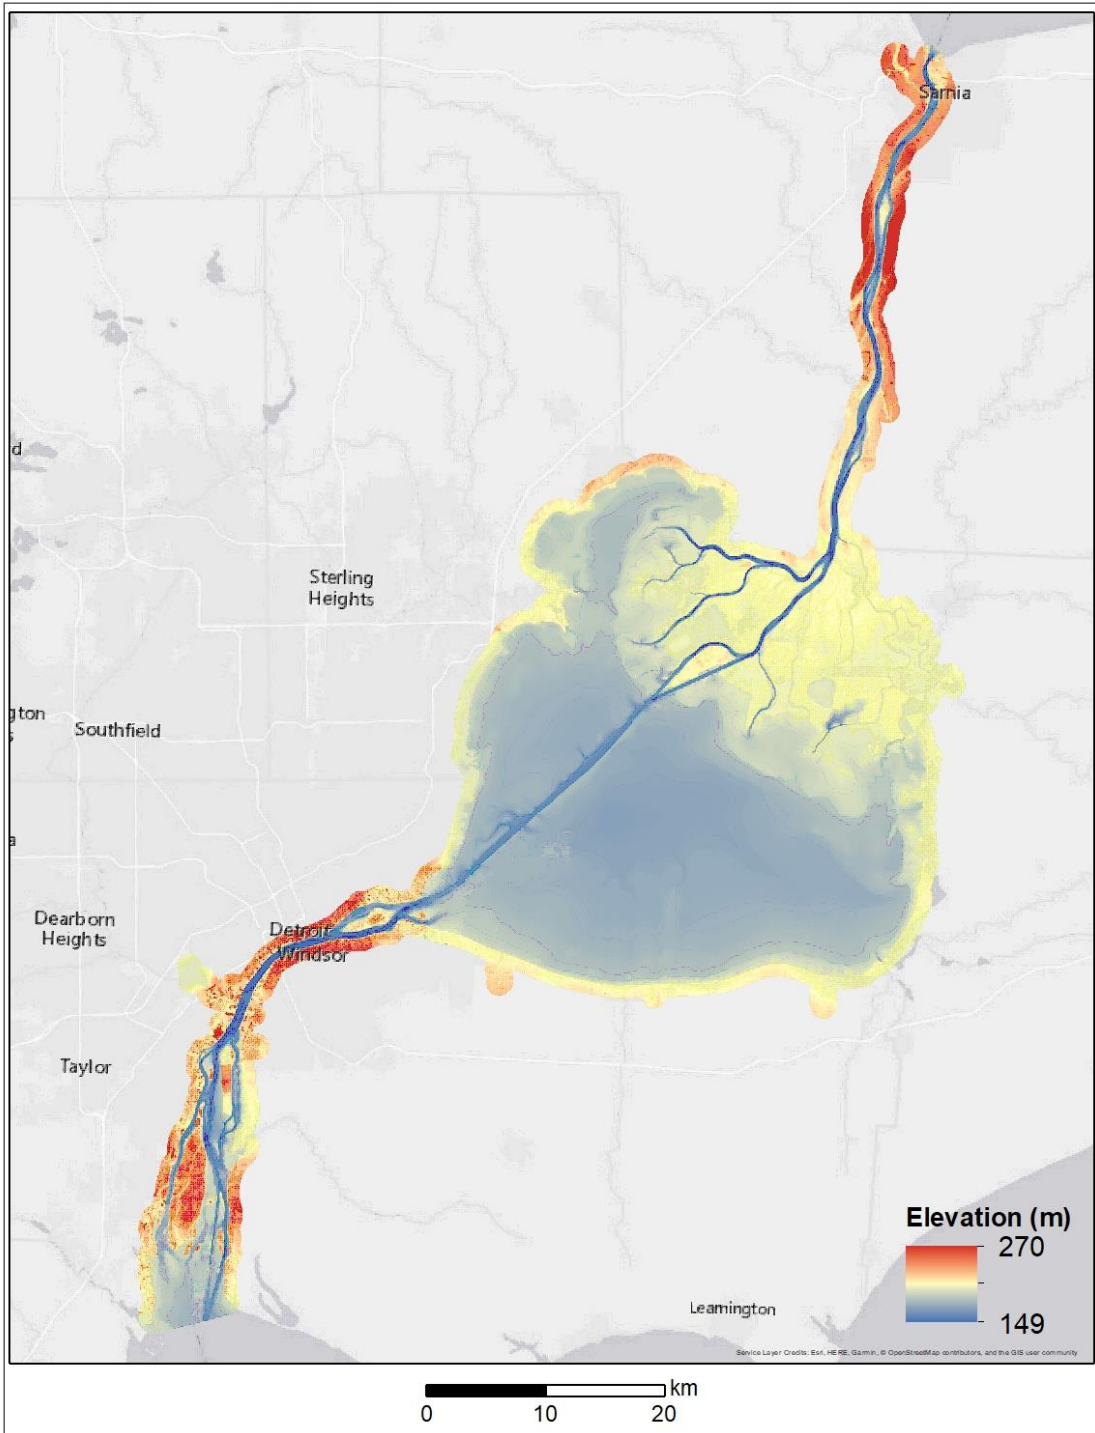 Sarnia
d
Sterling
Heights
gton
Southfield
a
Dearborn
Heights
Detroit
Windsor
Taylor
Elevation (m)
270
149
Leamington
Service Layer Credits: Esri, HERE, Garmin, © OpenStreetMap contributors, and the GIS user community
km
0 10 20